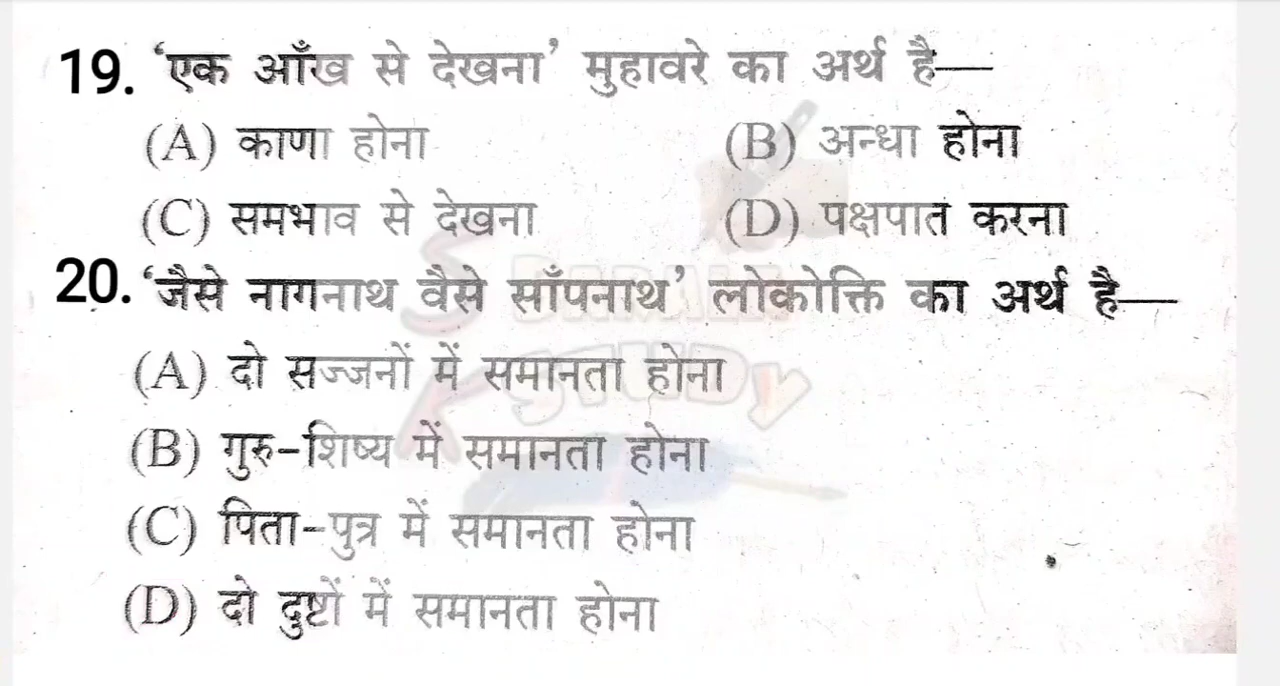 19. ‘एक आँख से देखना’ मुहावरे का अर्थ है—
(A) काणा होना (B) अन्धा होना
(C) समभाव से देखना (D) पक्षपात करना
20. ‘जैसे नागनाथ वैसे साँपनाथ’ लोकोक्ति का अर्थ है—
(A) दो सज्जनों में समानता होना
(B) गुरु-शिष्य में समानता होना
(C) पिता-पुत्र में समानता होना
(D) दो दुष्टों में समानता होना